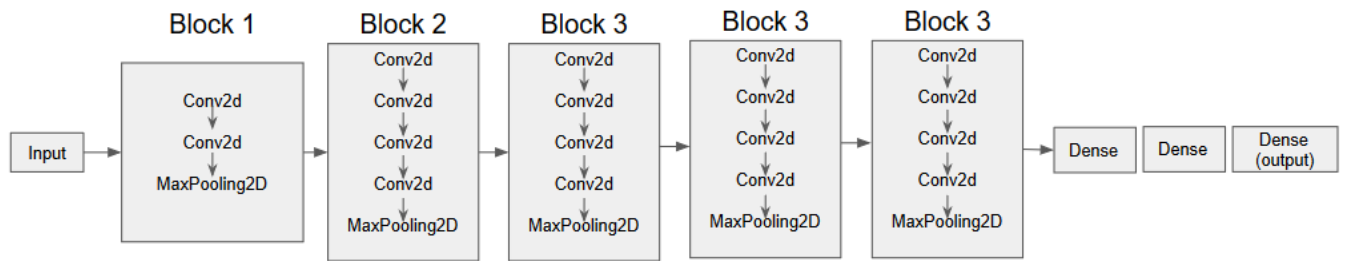 Block 1
Block 2
Block 3
Block 3
Block 3
Input
Conv2d
Conv2d
MaxPooling2D
Conv2d
Conv2d
Conv2d
Conv2d
MaxPooling2D
Conv2d
Conv2d
Conv2d
Conv2d
MaxPooling2D
Conv2d
Conv2d
Conv2d
Conv2d
MaxPooling2D
Conv2d
Conv2d
Conv2d
Conv2d
MaxPooling2D
Dense
Dense
Dense
(output)